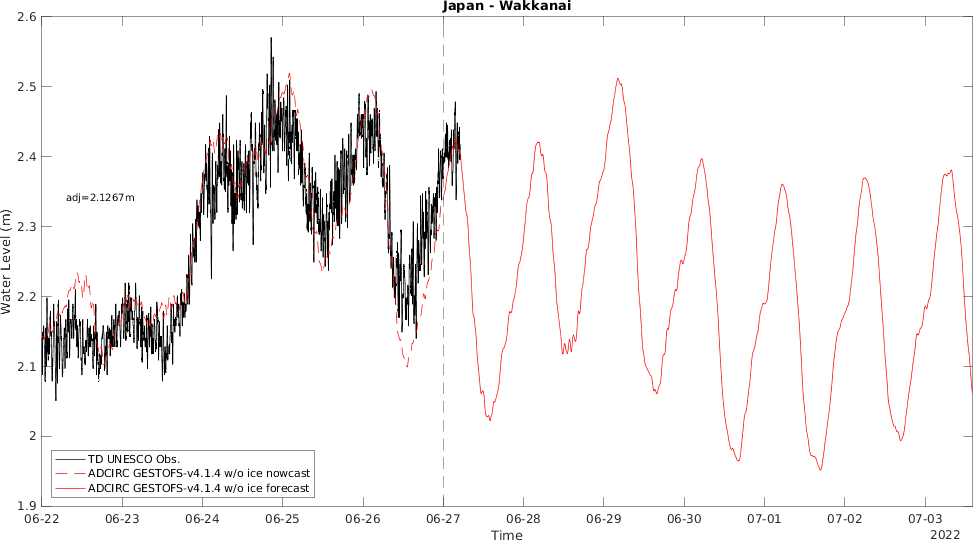 Japan - Wakkanai
2.6
2.5
2.4
2.3
2.2
2.1
2
1.9
Water Level (m)
adj=2.1267m
TD UNESCO Obs.
ADCIRC GESTOFS-v4.1.4 w/o ice nowcast
ADCIRC GESTOFS-v4.1.4 w/o ice forecast
06-22 06-23 06-24 06-25 06-26 06-27 06-28 06-29 06-30 07-01 07-02 07-03
Time
2022